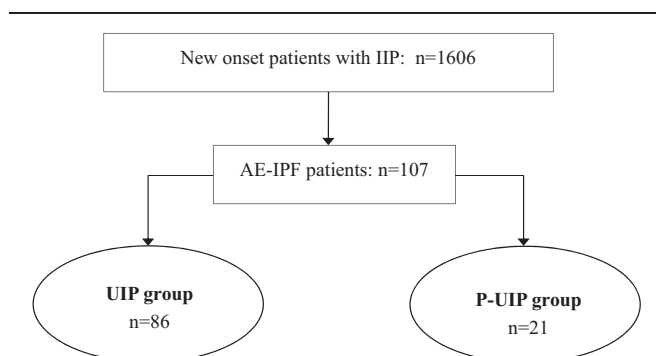 New onset patients with IIP: n=1606
AE-IPF patients: n=107
UIP group
n=86
P-UIP group
n=21